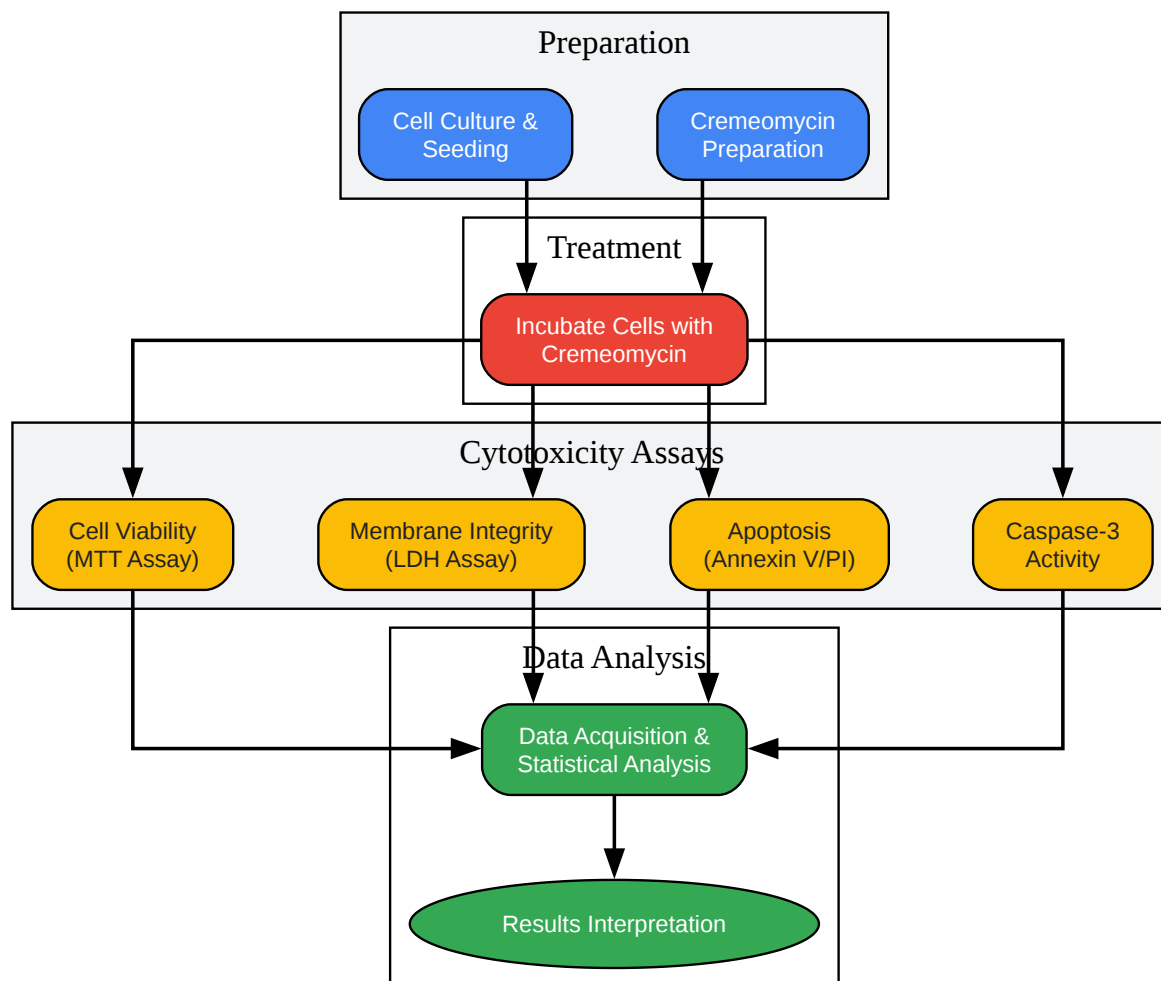 Preparation
Cell Culture &
Seeding
Cremeomycin
Preparation
Treatment
Incubate Cells with
Cremeomycin
Cytotoxicity Assays
Cell Viability
(MTT Assay)
Membrane Integrity
(LDH Assay)
Apoptosis
(Annexin V/PI)
Caspase-3
Activity
Data Analysis
Data Acquisition &
Statistical Analysis
Results Interpretation